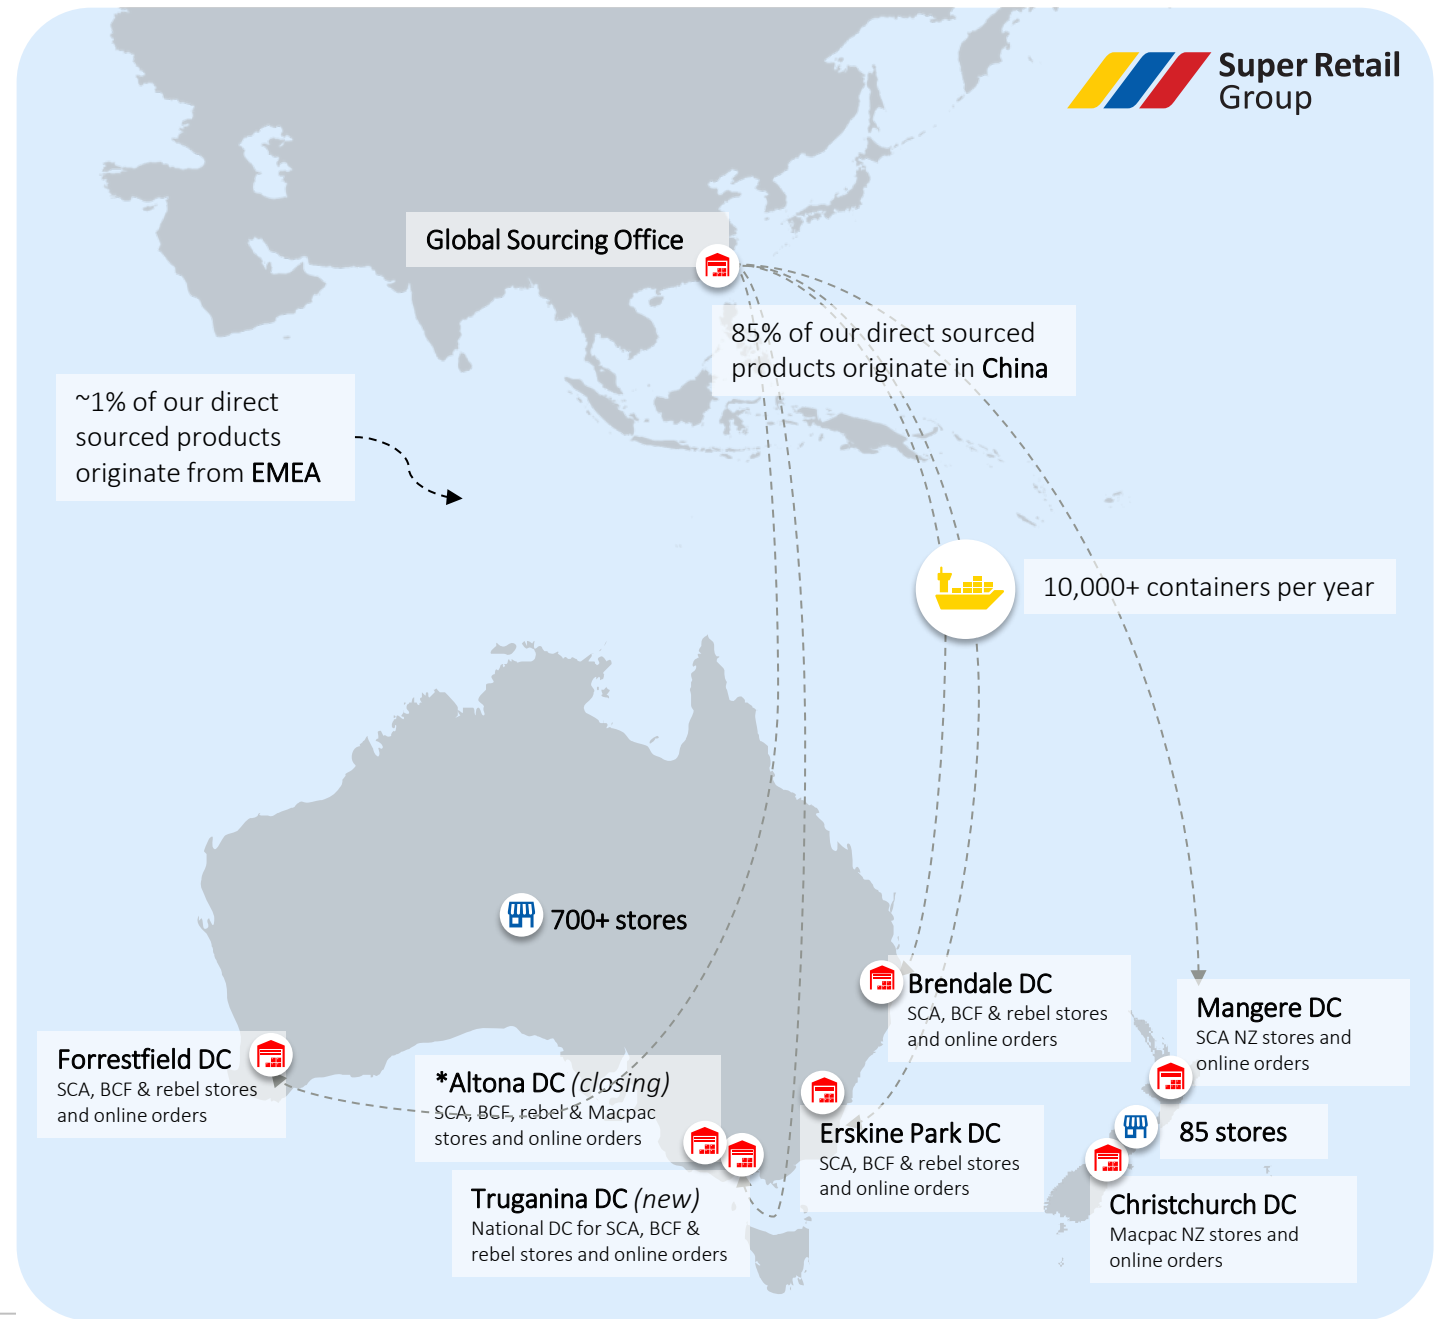 Super Retail
Group
Global Sourcing Office
85% of our direct sourced
products originate in China
~1% of our direct
sourced products
originate from EMEA
10,000+ containers per year
700+ stores
Brendale DC
SCA, BCF & rebel stores
and online orders
Mangere DC
SCA NZ stores and
online orders
Forrestfield DC
SCA, BCF & rebel stores
and online orders
*Altona DC (closing)
SCA, BCF, rebel & Macpac
stores and online orders
Erskine Park DC
SCA, BCF & rebel stores
and online orders
85 stores
Truganina DC (new)
National DC for SCA, BCF &
rebel stores and online orders
Christchurch DC
Macpac NZ stores and
online orders